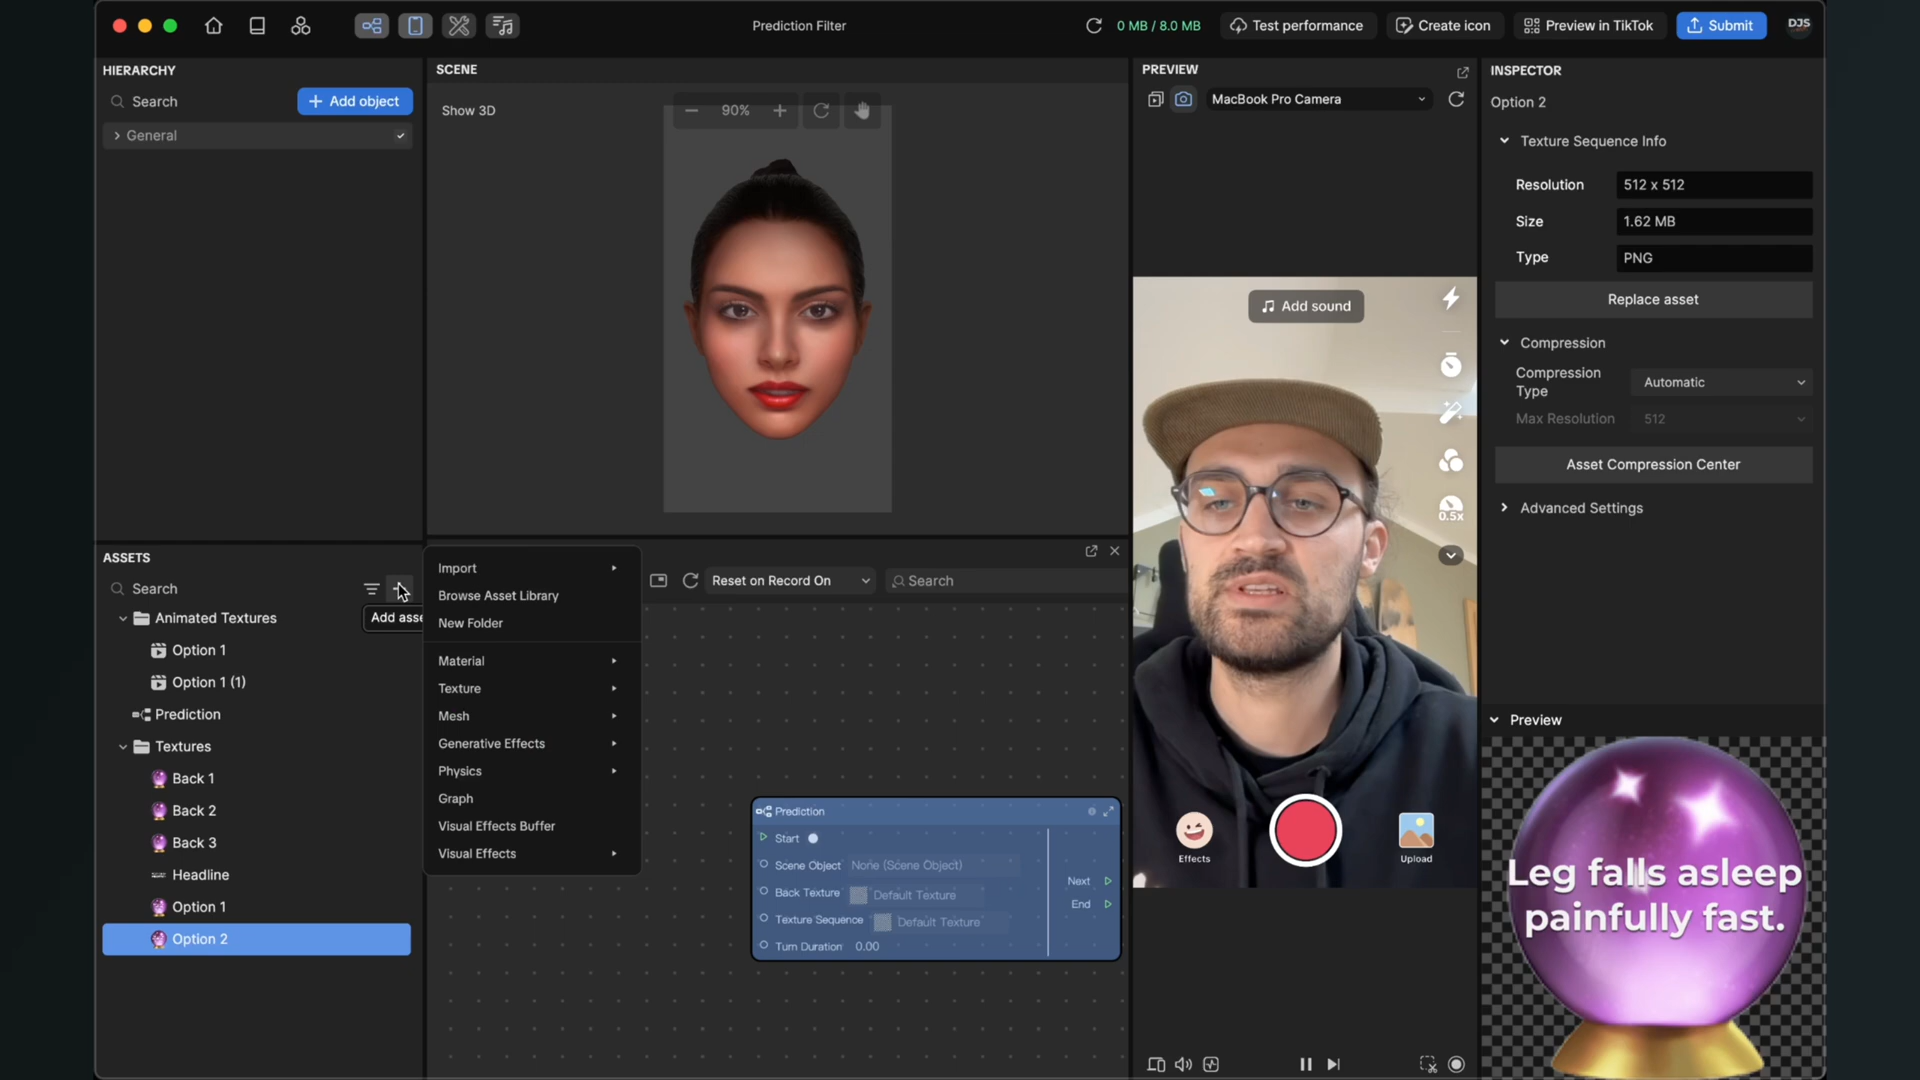 Prediction Filter
0 MB / 8.0 MB
Test performance
Create icon
Preview in TikTok
Submit
DJS
HIERARCHY
Search
Add object
General
SCENE
Show 3D
90%
PREVIEW
MacBook Pro Camera
Add sound
0.5x
Effects
Upload
INSPECTOR
Option 2
Texture Sequence Info
Resolution
512 x 512
Size
1.62 MB
Type
PNG
Replace asset
Compression
Compression
Type
Automatic
Max Resolution
512
Asset Compression Center
Advanced Settings
Preview
Leg falls asleep
painfully fast.
ASSETS
Search
Add asse
Animated Textures
Option 1
Option 1 (1)
Prediction
Textures
Back 1
Back 2
Back 3
Headline
Option 1
Option 2
Import
Browse Asset Library
New Folder
Material
Texture
Mesh
Generative Effects
Physics
Graph
Visual Effects Buffer
Visual Effects
Reset on Record On
Search
Prediction
Start
Scene Object
None (Scene Object)
Back Texture
Default Texture
Texture Sequence
Default Texture
Turn Duration
0.00
Next
End